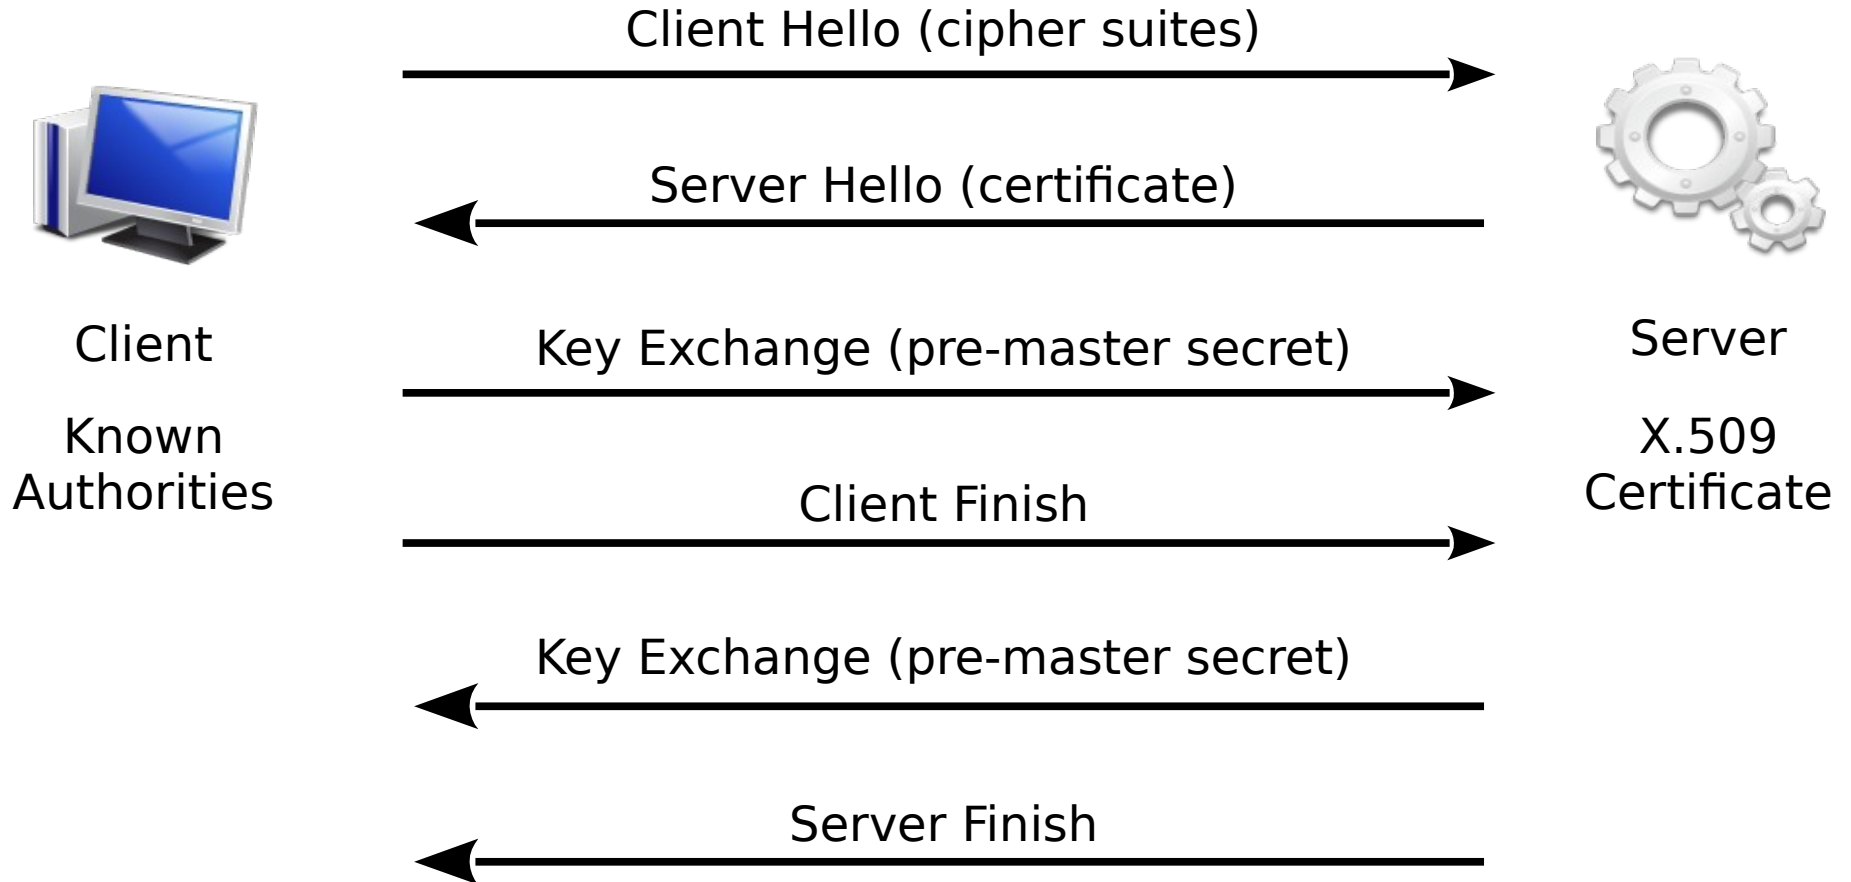 Client Hello (cipher suites)
Server Hello (certificate)
Client
Key Exchange (pre-master secret)
Server
Known
Authorities
X.509
Certificate
Client Finish
Key Exchange (pre-master secret)
Server Finish